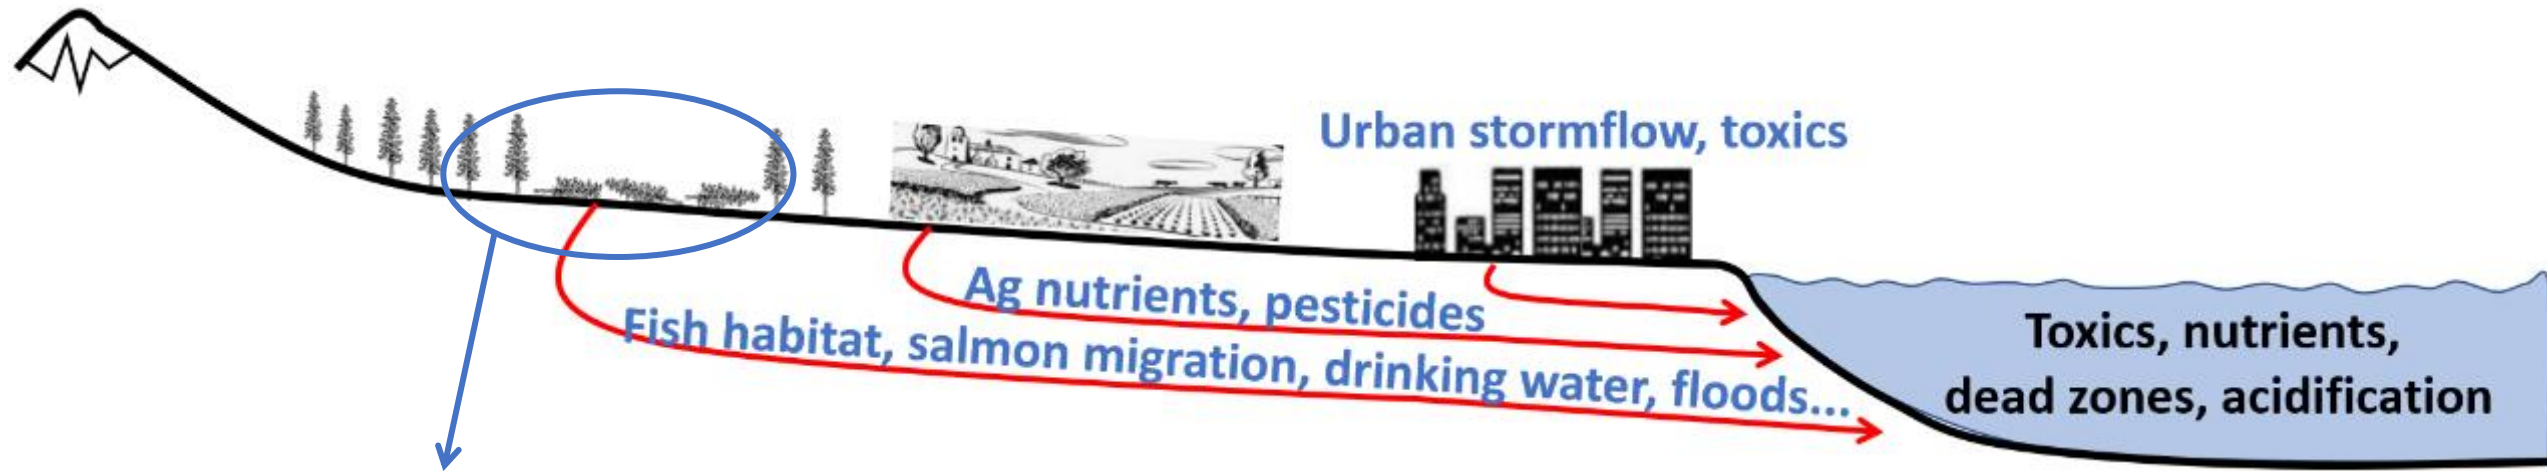 Urban stormflow, toxics
Ag nutrients, pesticides
Fish habitat, salmon migration, drinking water, floods...
Toxics, nutrients,
dead zones, acidification